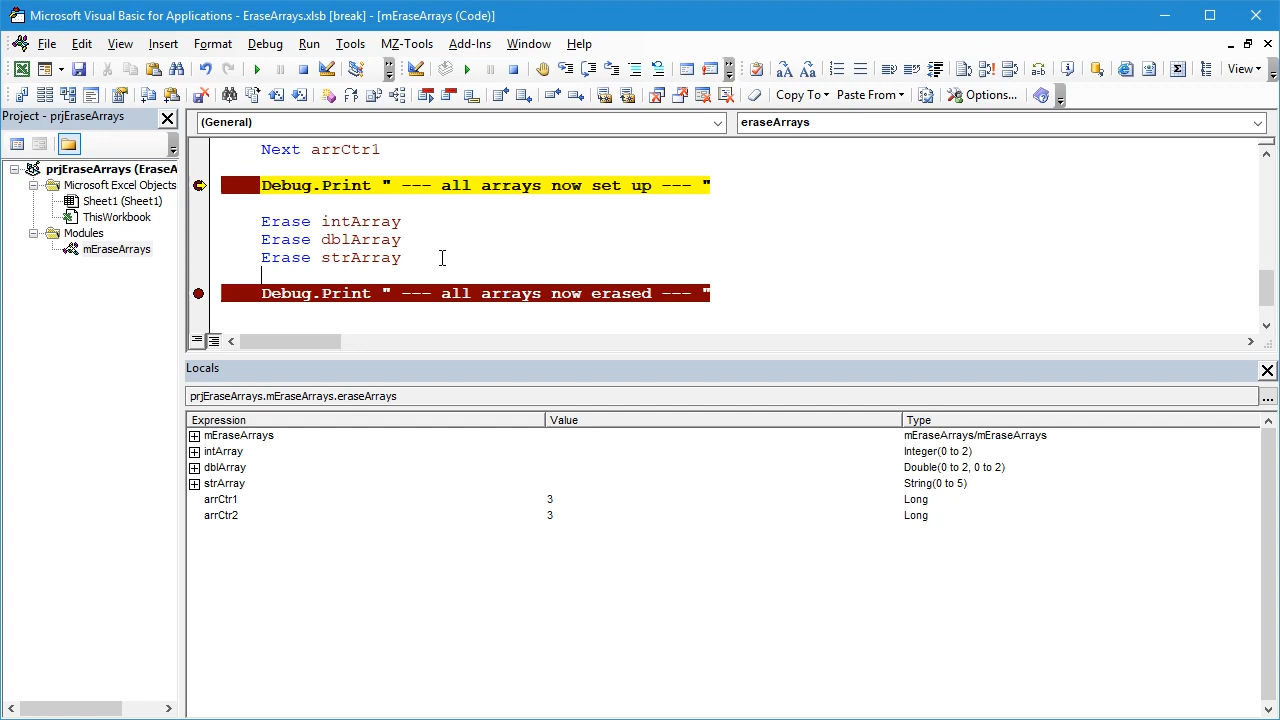 Microsoft Visual Basic for Applications - EraseArrays.xlsb [break] - [mEraseArrays (Code)]
File Edit View Insert Format Debug Run Tools MZ-Tools Add-Ins Window Help
View
Copy To Paste From Options...
Project - prjEraseArrays
prjEraseArrays (EraseA
Microsoft Excel Objects
Sheet1 (Sheet1)
ThisWorkbook
Modules
mEraseArrays
(General) eraseArrays
Next arrCtr1
Debug.Print " --- all arrays now set up --- "
Erase intArray
Erase dblArray
Erase strArray
Debug.Print " --- all arrays now erased --- "
Locals
prjEraseArrays.mEraseArrays.eraseArrays
...
Expression Value Type
mEraseArrays mEraseArrays/mEraseArrays
intArray Integer(0 to 2)
dblArray Double(0 to 2, 0 to 2)
strArray String(0 to 5)
arrCtr1 3 Long
arrCtr2 3 Long